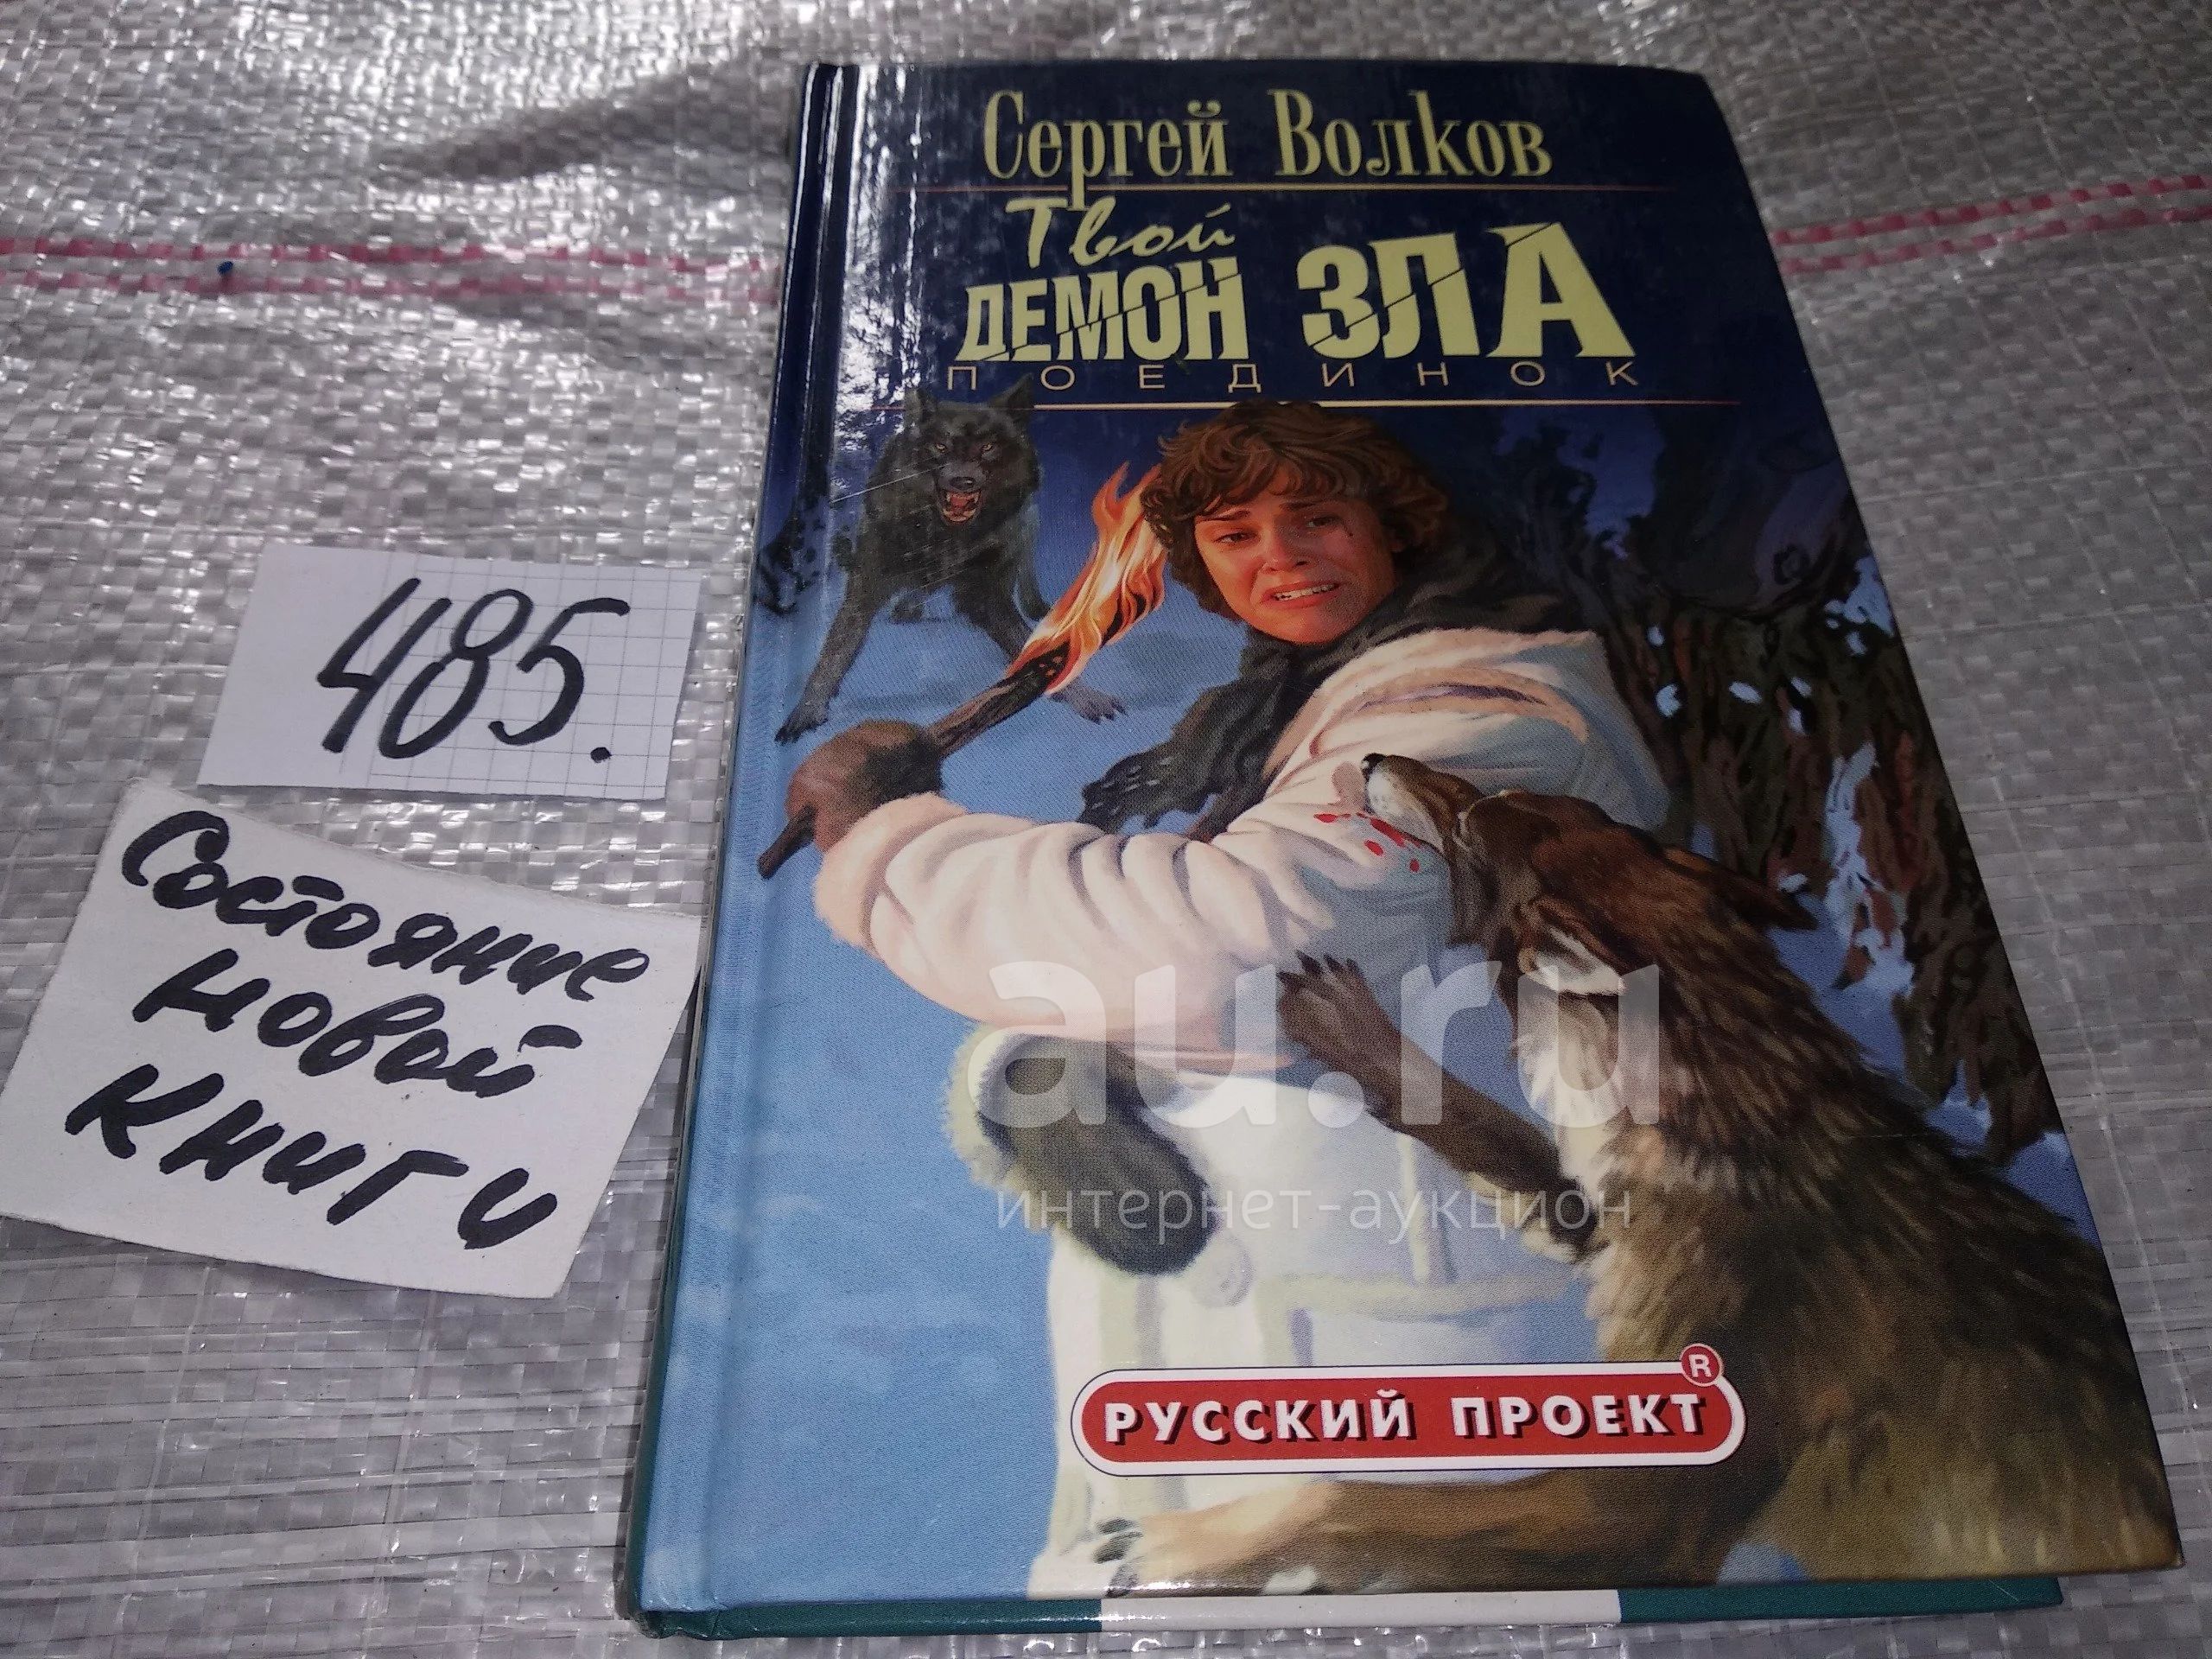 Сергей Волков
Твой
ДЕМОН ЗЛА
ПОЕДИНОК
485.
Состояние
новой
книги
au.ru
интернет-аукцион
РУССКИЙ ПРОЕКТ
R